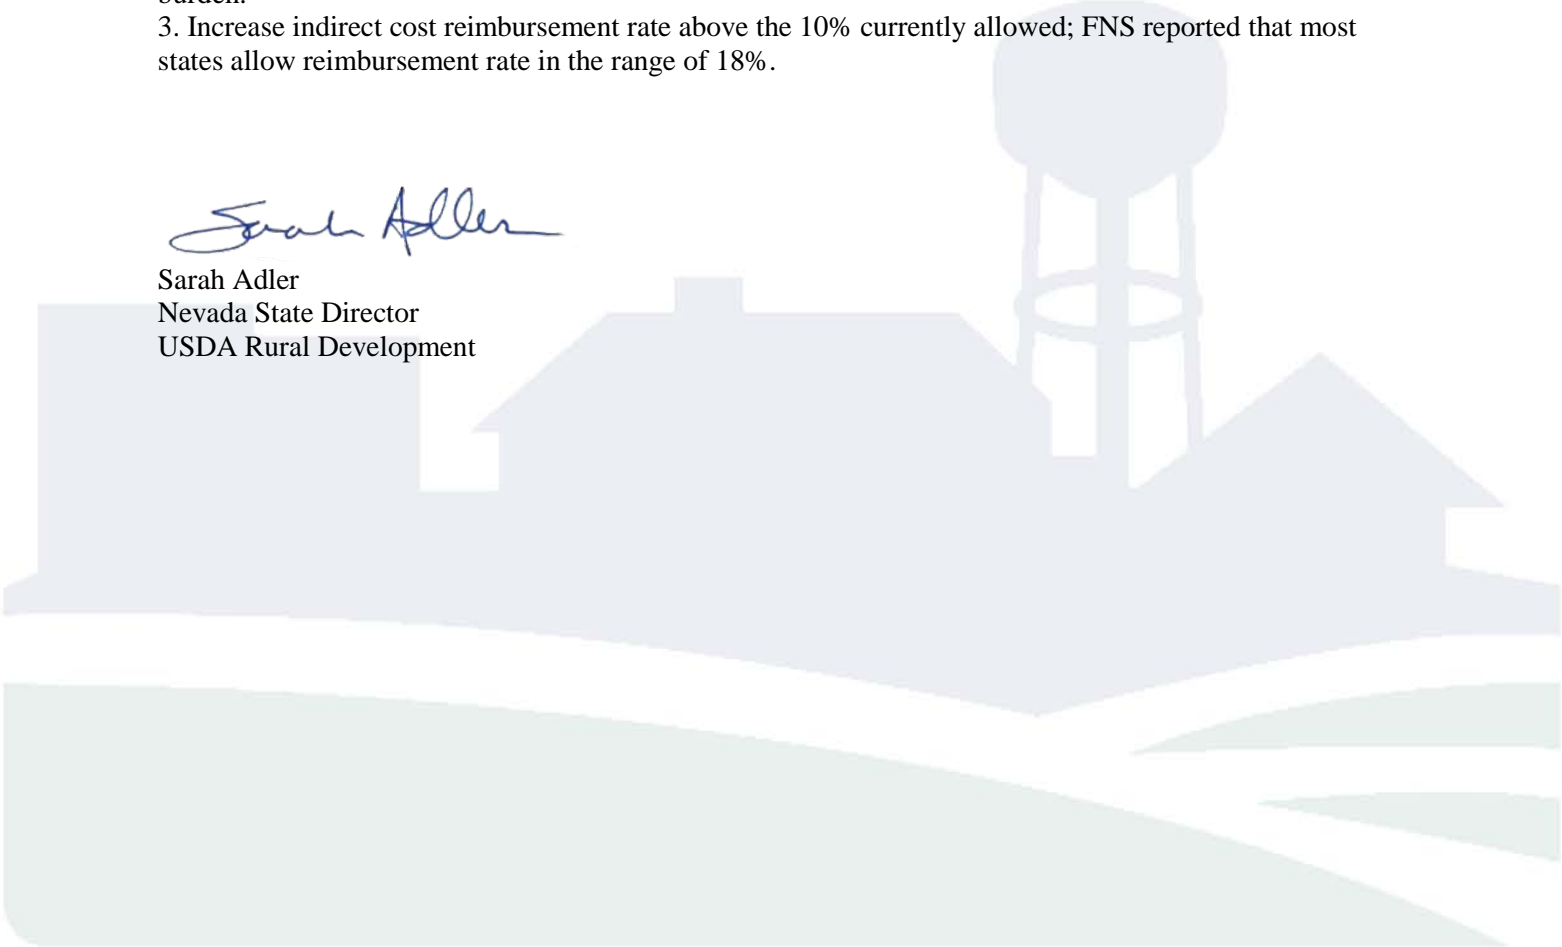 burden.
3. Increase indirect cost reimbursement rate above the 10% currently allowed; FNS reported that most
states allow reimbursement rate in the range of 18%.
Sarah Adler
Sarah Adler
Nevada State Director
USDA Rural Development